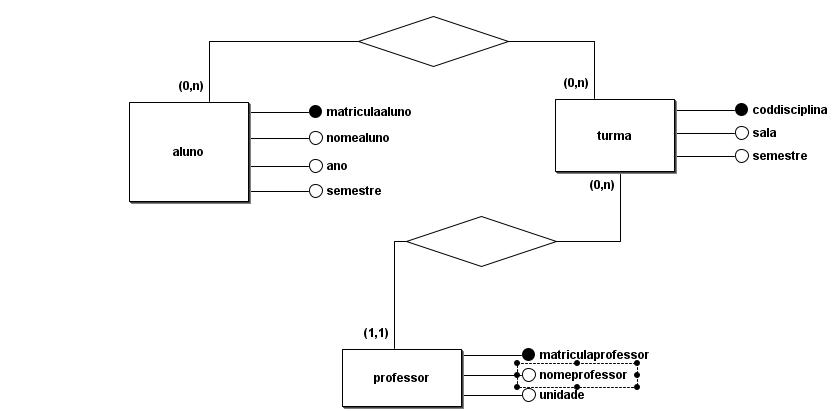 (0,n)
(0,n)
aluno
matriculaaluno
nomealuno
ano
semestre
turma
coddisciplina
sala
semestre
(0,n)
(1,1)
professor
matriculaprofessor
nomeprofessor
unidade